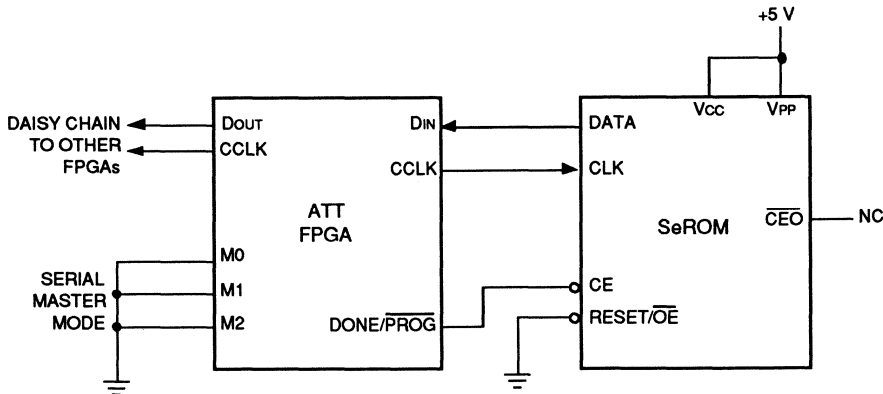 +5 V
VCC
VPP
DAISY CHAIN
TO OTHER
FPGAs
DOUT
CCLK
DIN
CCLK
ATT
FPGA
M0
M1
M2
SERIAL
MASTER
MODE
DONE/PROG
DATA
CLK
SeROM
CEO
NC
CE
RESET/OE